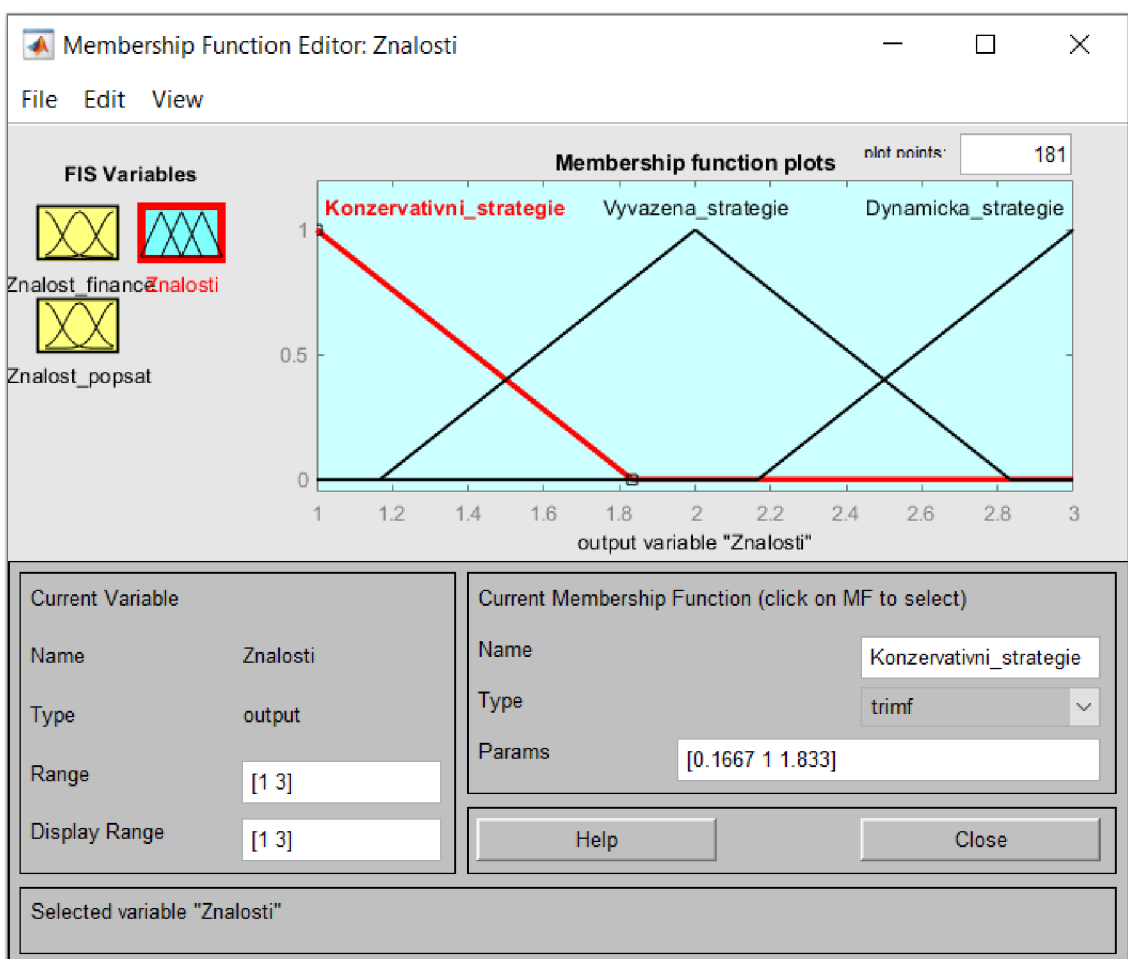 Membership Function Editor: Znalosti
File Edit View
FIS Variables
Znalost_finance
Znalosti
Znalost_popsat
Membership function plots
plot points:
181
Konzervativni_strategie
Vyvazena_strategie
Dynamicka_strategie
1
0.5
0
1 1.2 1.4 1.6 1.8 2 2.2 2.4 2.6 2.8 3
output variable "Znalosti"
Current Variable
Name Znalosti
Type output
Range [1 3]
Display Range [1 3]
Current Membership Function (click on MF to select)
Name Konzervativni_strategie
Type trimf
Params [0.1667 1 1.833]
Help Close
Selected variable "Znalosti"